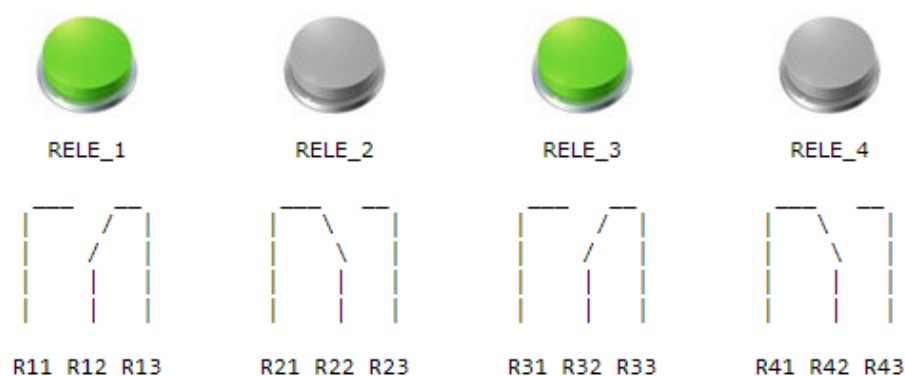 RELE_1 RELE_2 RELE_3 RELE_4
R11 R12 R13 R21 R22 R23 R31 R32 R33 R41 R42 R43